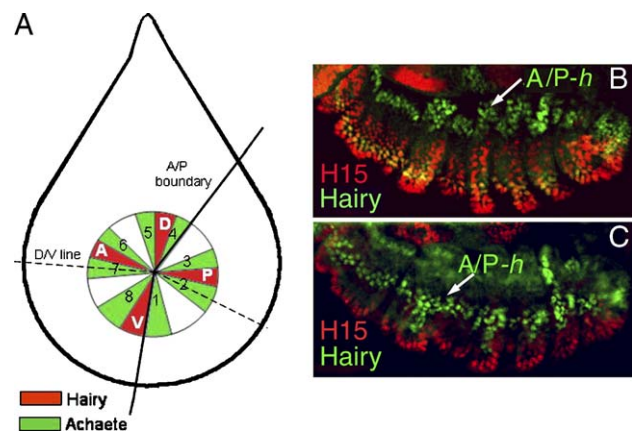 A
A/P
boundary
D/V line
5
D
4
6
3
A
P
7
2
8
1
V
Hairy
Achaete
A/P-h
B
H15
Hairy
A/P-h
C
H15
Hairy